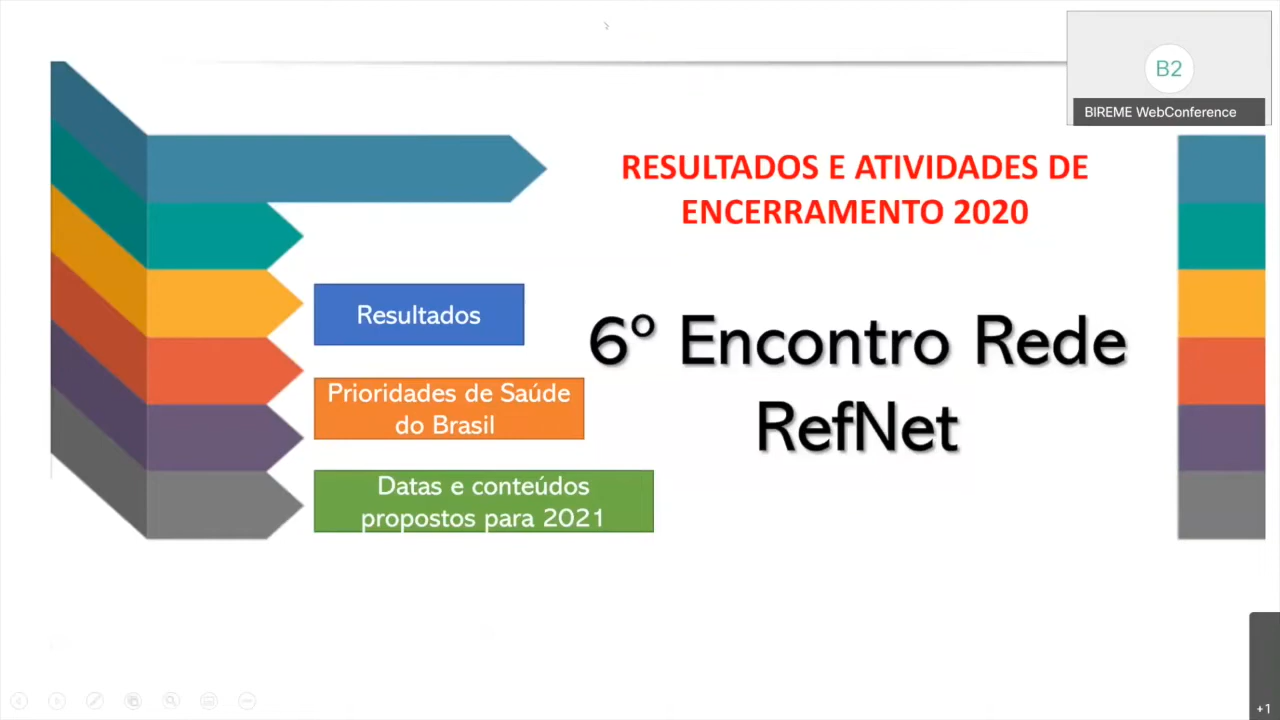 B2
BIREME WebConference
RESULTADOS E ATIVIDADES DE
ENCERRAMENTO 2020
Resultados
6º Encontro Rede
RefNet
Prioridades de Saúde
do Brasil
Datas e conteúdos
propostos para 2021
+1